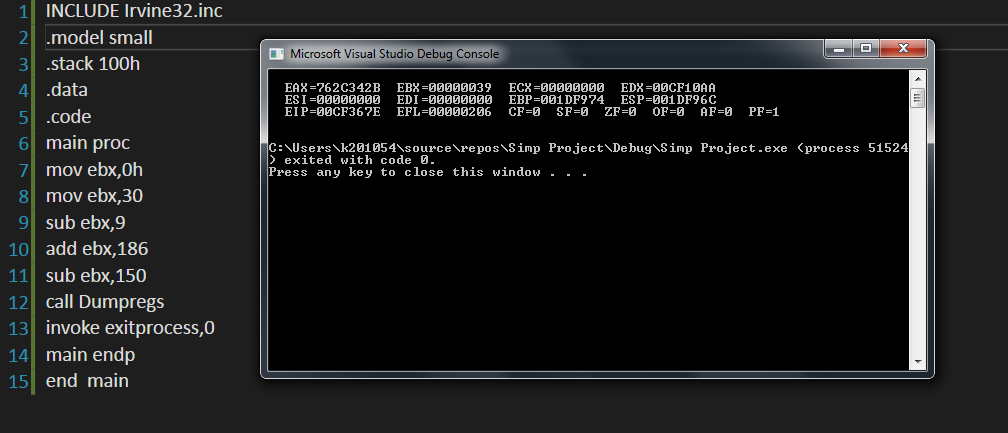 1 INCLUDE Irvine32.inc
2 .model small
3 .stack 100h
4 .data
5 .code
6 main proc
7 mov ebx,0h
8 mov ebx,30
9 sub ebx,9
10 add ebx,186
11 sub ebx,150
12 call Dumpregs
13 invoke exitprocess,0
14 main endp
15 end  main
Microsoft Visual Studio Debug Console
EAX=762C342B  EBX=00000039  ECX=00000000  EDX=00CF10AA
ESI=00000000  EDI=00000000  EBP=001DF974  ESP=001DF96C
EIP=00CF367E  EFL=00000206  CF=0  SF=0  ZF=0  OF=0  AF=0  PF=1
C:\Users\k201054\source\repos\Simp Project\Debug\Simp Project.exe (process 51524
) exited with code 0.
Press any key to close this window . . .